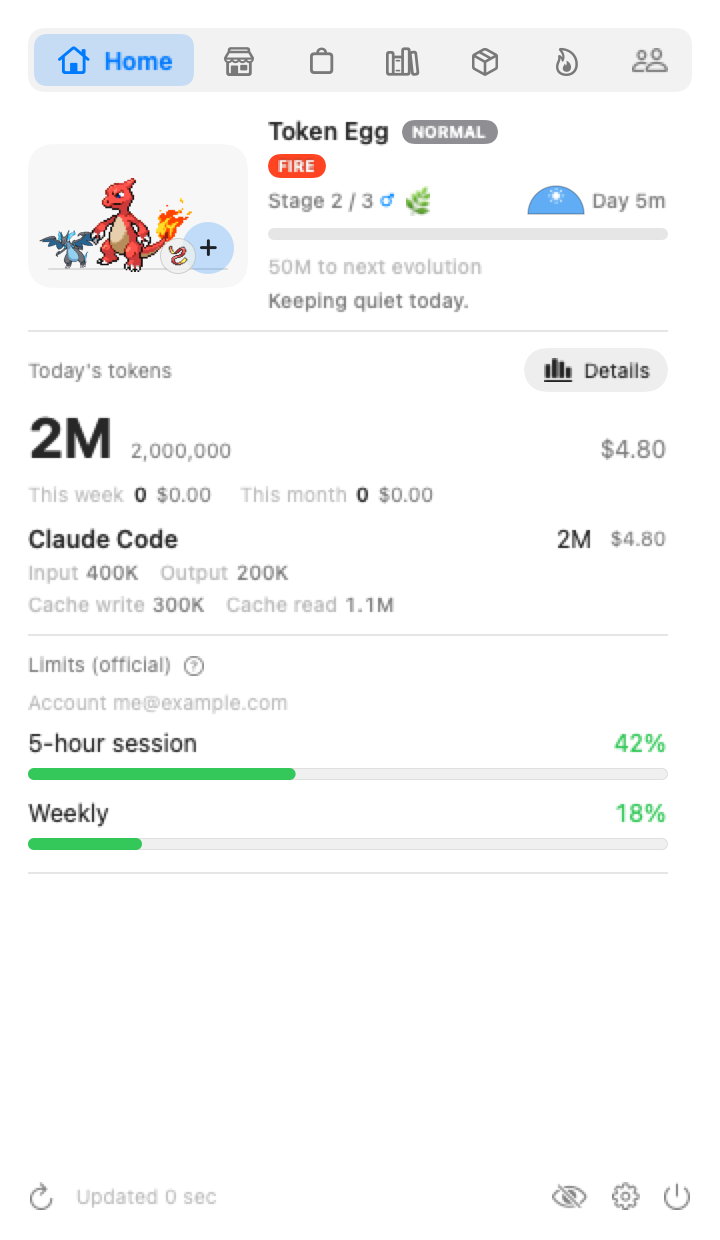 Home
Token Egg NORMAL
FIRE
Stage 2 / 3 ♂ Day 5m
50M to next evolution
Keeping quiet today.
Today's tokens Details
2M 2,000,000 $4.80
This week 0 $0.00 This month 0 $0.00
Claude Code 2M $4.80
Input 400K Output 200K
Cache write 300K Cache read 1.1M
Limits (official) ?
Account me@example.com
5-hour session 42%
Weekly 18%
Updated 0 sec